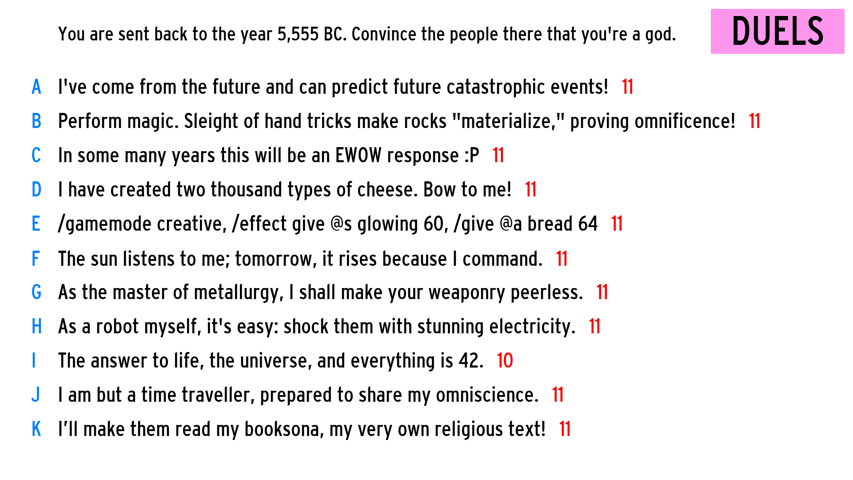 You are sent back to the year 5,555 BC. Convince the people there that you're a god.
DUELS
A I've come from the future and can predict future catastrophic events! 11
B Perform magic. Sleight of hand tricks make rocks "materialize," proving omnificence! 11
C In some many years this will be an EWOW response :P 11
D I have created two thousand types of cheese. Bow to me! 11
E /gamemode creative, /effect give @s glowing 60, /give @a bread 64 11
F The sun listens to me; tomorrow, it rises because I command. 11
G As the master of metallurgy, I shall make your weaponry peerless. 11
H As a robot myself, it's easy: shock them with stunning electricity. 11
I The answer to life, the universe, and everything is 42. 10
J I am but a time traveller, prepared to share my omniscience. 11
K I’ll make them read my booksona, my very own religious text! 11